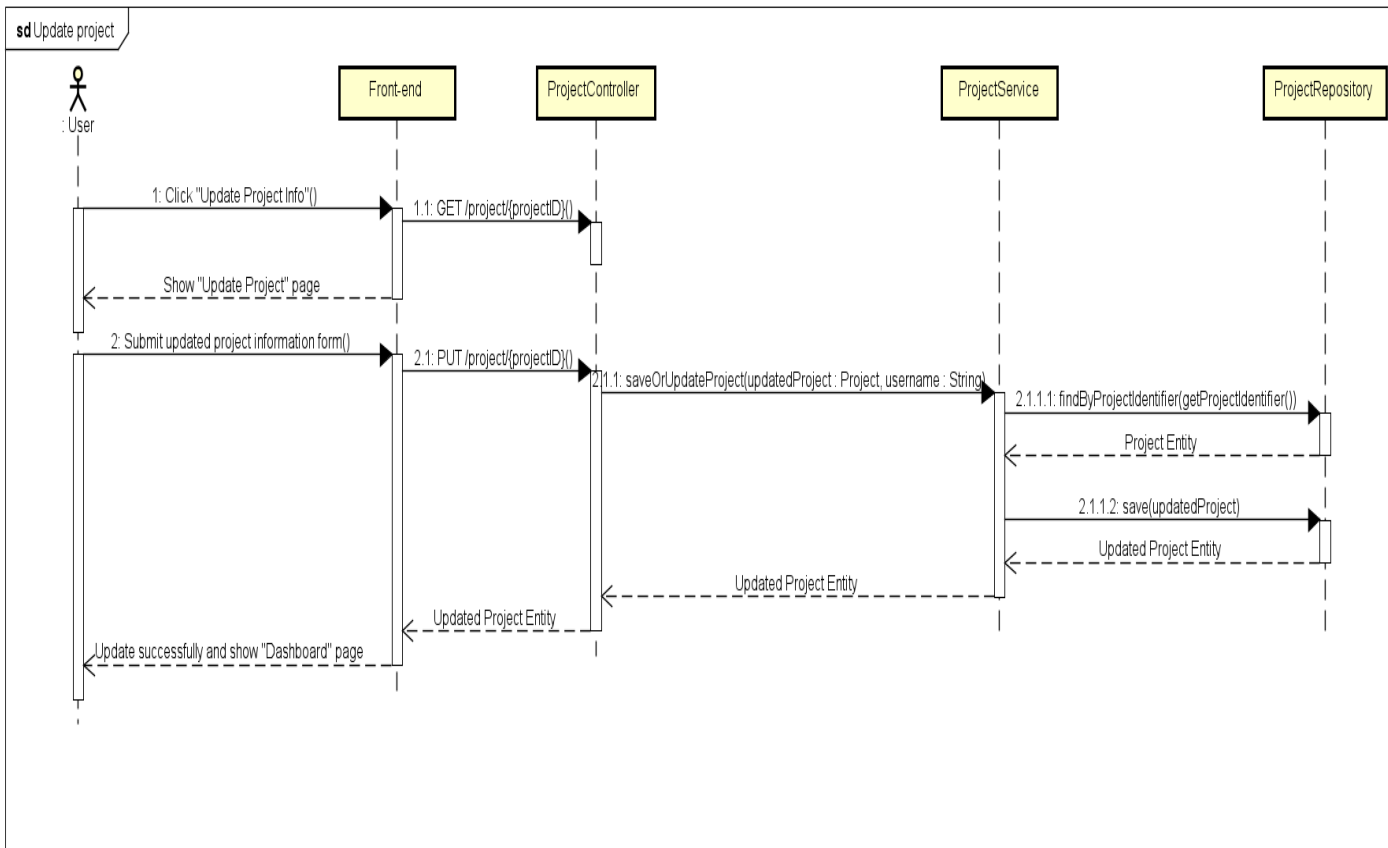 sd Update project
: User
Front-end
ProjectController
ProjectService
ProjectRepository
1: Click "Update Project Info"()
1.1: GET /project/{projectID}()
Show "Update Project" page
2: Submit updated project information form()
2.1: PUT /project/{projectID}()
2.1.1: saveOrUpdateProject(updatedProject : Project, username : String)
2.1.1.1: findByProjectIdentifier(getProjectIdentifier())
Project Entity
2.1.1.2: save(updatedProject)
Updated Project Entity
Updated Project Entity
Updated Project Entity
Update successfully and show "Dashboard" page